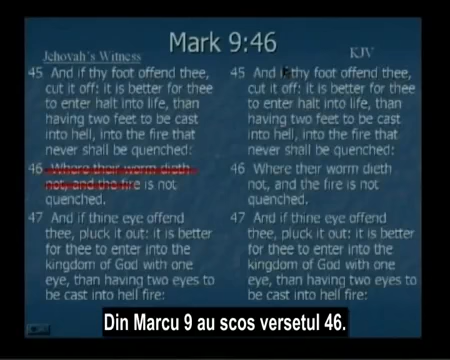 Mark 9:46
Jehovah's Witness
45 And if thy foot offend thee,
cut it off: it is better for thee
to enter halt into life, than
having two feet to be cast
into hell, into the fire that
never shall be quenched:
46 Where their worm dieth
not, and the fire is not
quenched.
47 And if thine eye offend
thee, pluck it out: it is better
for thee to enter into the
kingdom of God with one
eye, than having two eyes to
be cast into hell fire:
KJV
45 And if thy foot offend thee,
cut it off: it is better for thee
to enter halt into life, than
having two feet to be cast
into hell, into the fire that
never shall be quenched:
46 Where their worm dieth
not, and the fire is not
quenched.
47 And if thine eye offend
thee, pluck it out: it is better
for thee to enter into the
kingdom of God with one
eye, than having two eyes to
be cast into hell fire:
Din Marcu 9 au scos versetul 46.